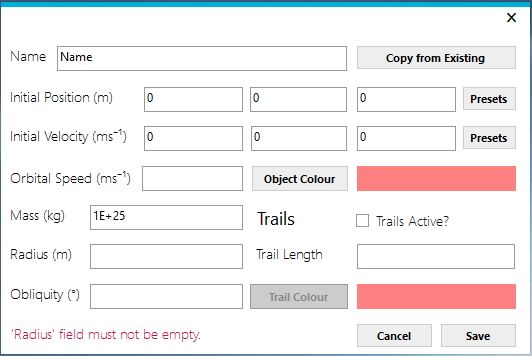 ×
Name Name Copy from Existing
Initial Position (m) 0 0 0 Presets
Initial Velocity (ms⁻¹) 0 0 0 Presets
Orbital Speed (ms⁻¹) Object Colour
Mass (kg) 1E+25 Trails Trails Active?
Radius (m) Trail Length
Obliquity (°) Trail Colour
'Radius' field must not be empty. Cancel Save